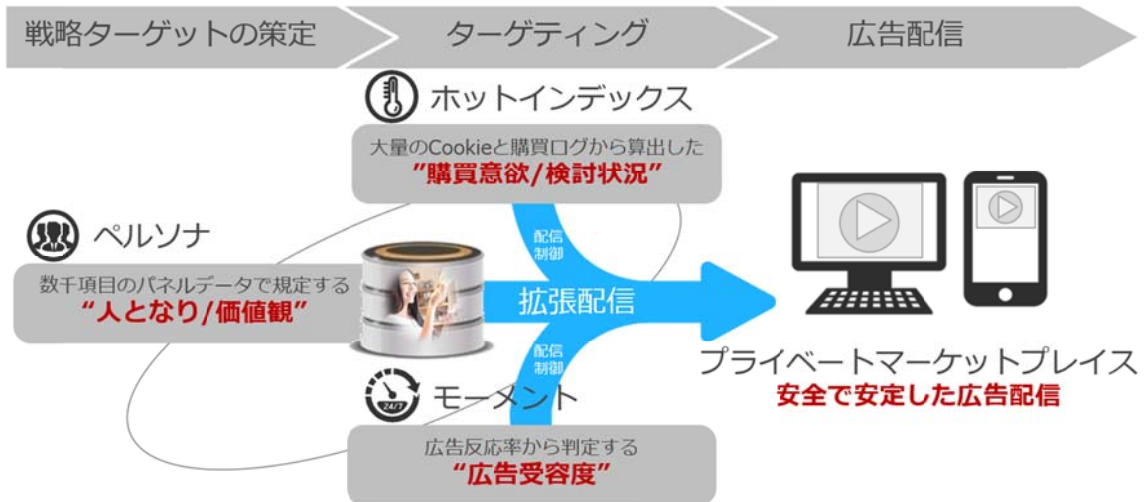 戦略ターゲットの策定
ターゲティング
広告配信
ホットインデックス
大量のCookieと購買ログから算出した
”購買意欲/検討状況”
ペルソナ
数千項目のパネルデータで規定する
“人となり/価値観”
配信
制御
拡張配信
配信
制御
プライベートマーケットプレイス
安全で安定した広告配信
24/7
モーメント
広告反応率から判定する
“広告受容度”